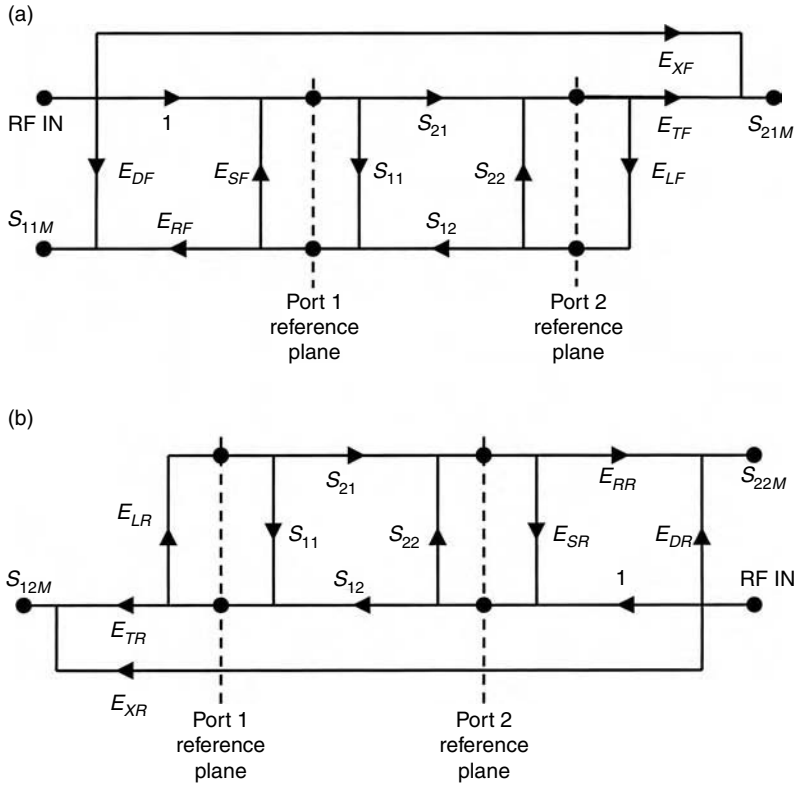 (a)
E_XF
RF IN
1
S_21
E_TF
S_21M
E_DF
E_SF
S_11
S_22
E_LF
S_11M
E_RF
S_12
Port 1
reference
plane
Port 2
reference
plane
(b)
S_21
E_RR
S_22M
E_LR
S_11
S_22
E_SR
E_DR
S_12M
S_12
1
RF IN
E_TR
E_XR
Port 1
reference
plane
Port 2
reference
plane